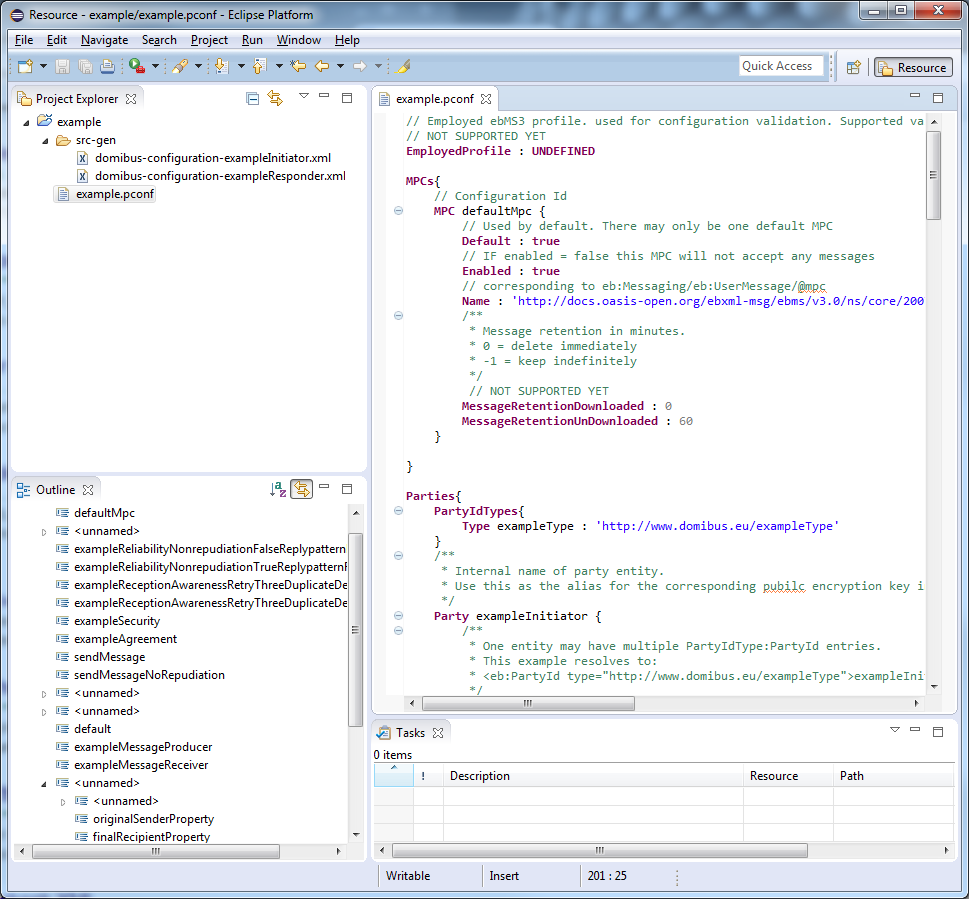 Resource - example/example.pconf - Eclipse Platform
File Edit Navigate Search Project Run Window Help
Quick Access
Resource
Project Explorer
example
src-gen
domibus-configuration-exampleInitiator.xml
domibus-configuration-exampleResponder.xml
example.pconf
Outline
defaultMpc
<unnamed>
exampleReliabilityNonrepudiationFalseReplypattern
exampleReliabilityNonrepudiationTrueReplypattern
exampleReceptionAwarenessRetryThreeDuplicateDe
exampleReceptionAwarenessRetryThreeDuplicateDe
exampleSecurity
exampleAgreement
sendMessage
sendMessageNoRepudiation
<unnamed>
<unnamed>
default
exampleMessageProducer
exampleMessageReceiver
<unnamed>
<unnamed>
originalSenderProperty
finalRecipientProperty
example.pconf
// Employed ebMS3 profile. used for configuration validation. Supported va
// NOT SUPPORTED YET
EmployedProfile : UNDEFINED
MPCs{
// Configuration Id
MPC defaultMpc {
// Used by default. There may only be one default MPC
Default : true
// IF enabled = false this MPC will not accept any messages
Enabled : true
// corresponding to eb:Messaging/eb:UserMessage/@mpc
Name : 'http://docs.oasis-open.org/ebxml-msg/ebms/v3.0/ns/core/200
/**
* Message retention in minutes.
* 0 = delete immediately
* -1 = keep indefinitely
*/
// NOT SUPPORTED YET
MessageRetentionDownloaded : 0
MessageRetentionUnDownloaded : 60
}
}
Parties{
PartyIdTypes{
Type exampleType : 'http://www.domibus.eu/exampleType'
}
/**
* Internal name of party entity.
* Use this as the alias for the corresponding pubilc encryption key i
*/
Party exampleInitiator {
/**
* One entity may have multiple PartyIdType:PartyId entries.
* This example resolves to:
* <eb:PartyId type="http://www.domibus.eu/exampleType">exampleIni
*/
Tasks
0 items
! Description Resource Path
Writable Insert 201 : 25